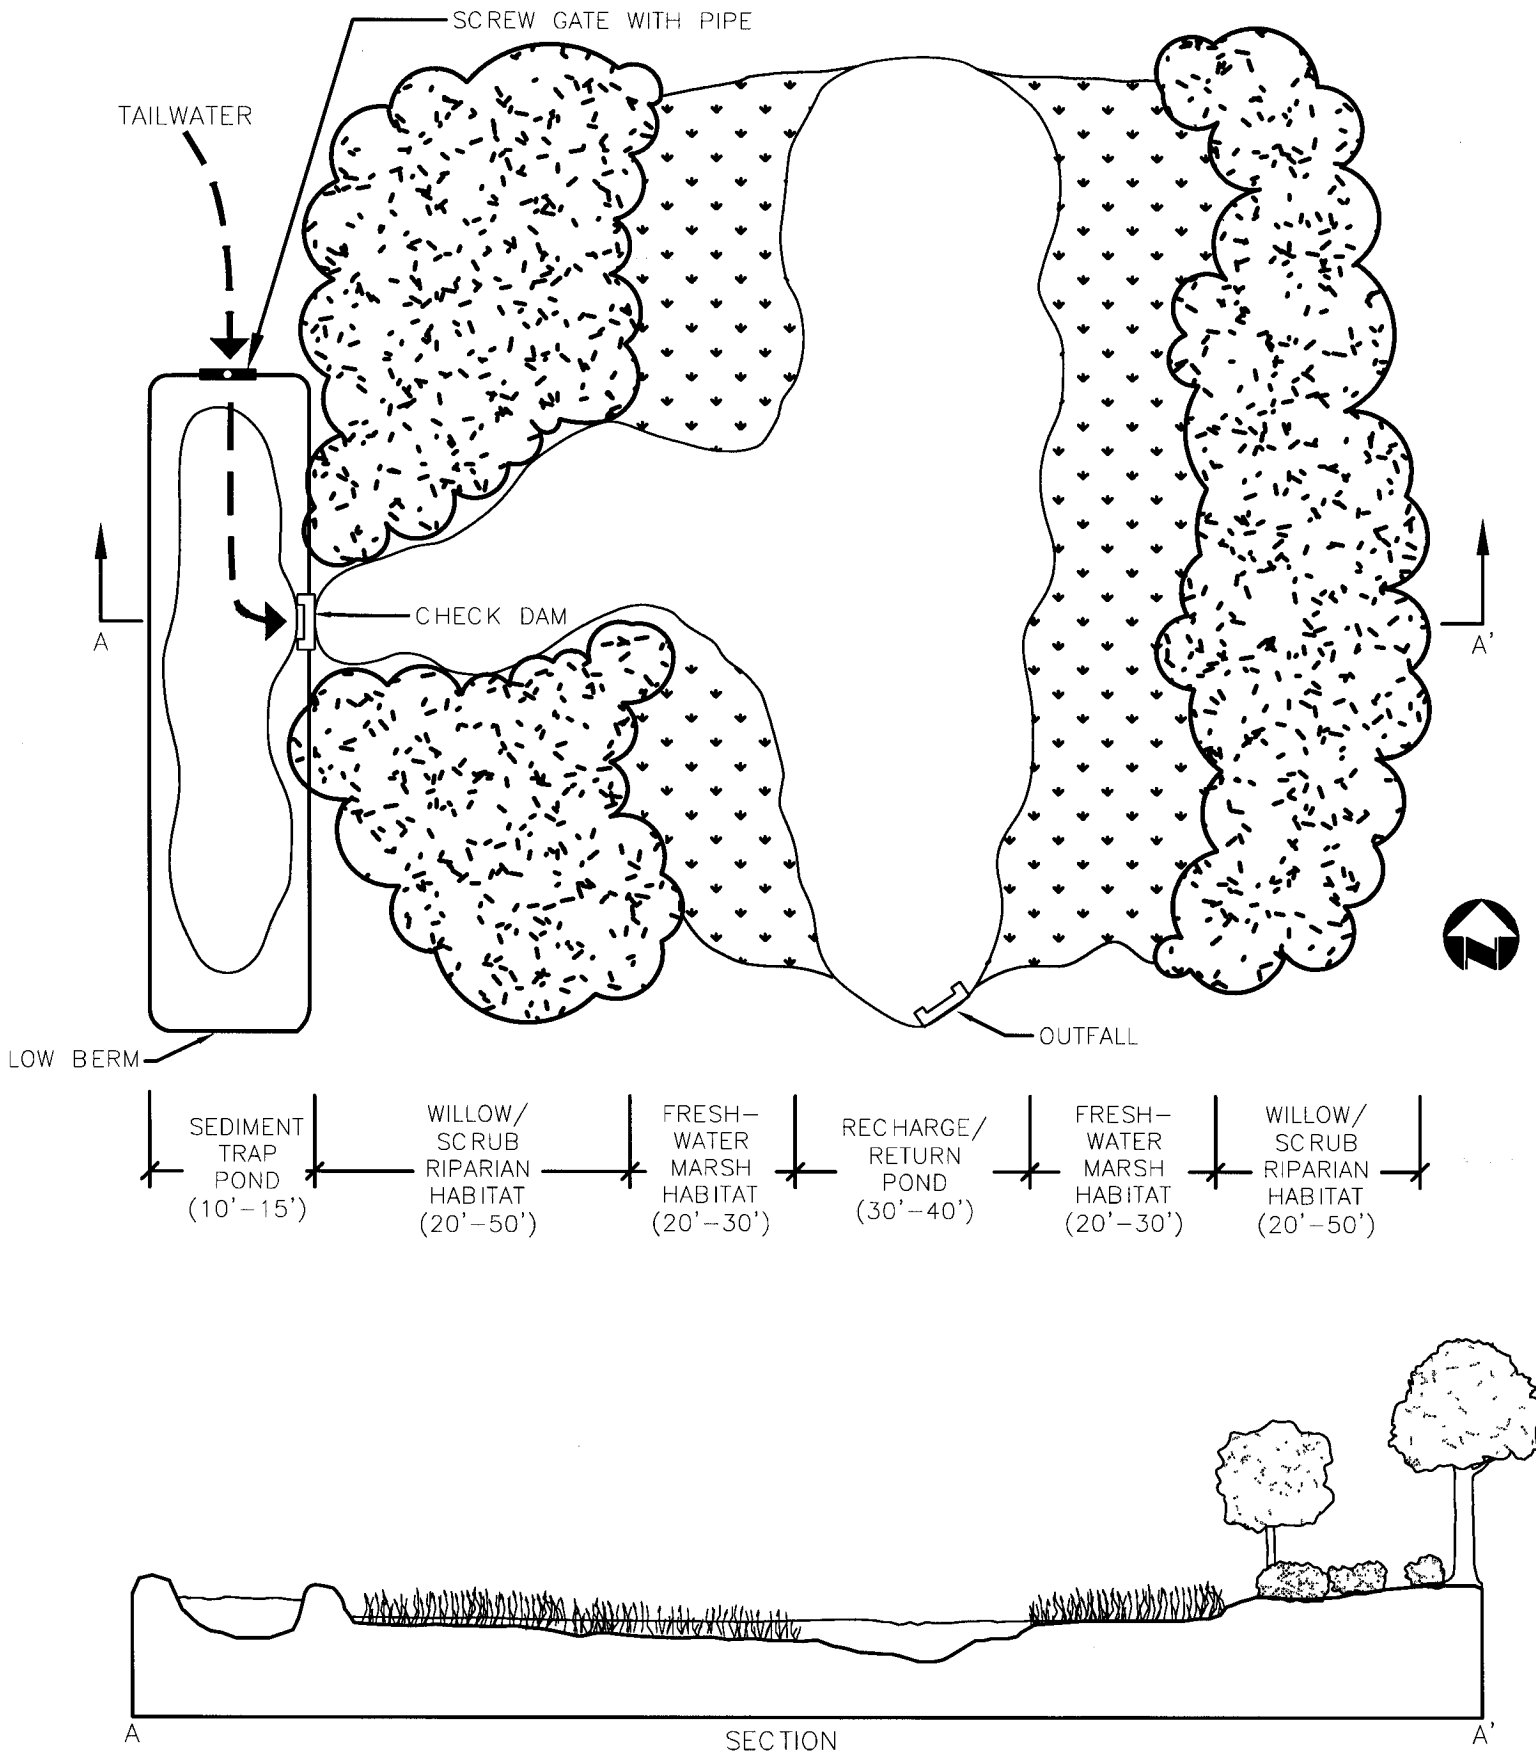 SCREW GATE WITH PIPE
TAILWATER
CHECK DAM
A
A'
N
OUTFALL
LOW BERM
SEDIMENT
TRAP
POND
(10'-15')
WILLOW/
SCRUB
RIPARIAN
HABITAT
(20'-50')
FRESH-
WATER
MARSH
HABITAT
(20'-30')
RECHARGE/
RETURN
POND
(30'-40')
FRESH-
WATER
MARSH
HABITAT
(20'-30')
WILLOW/
SCRUB
RIPARIAN
HABITAT
(20'-50')
A
SECTION
A'